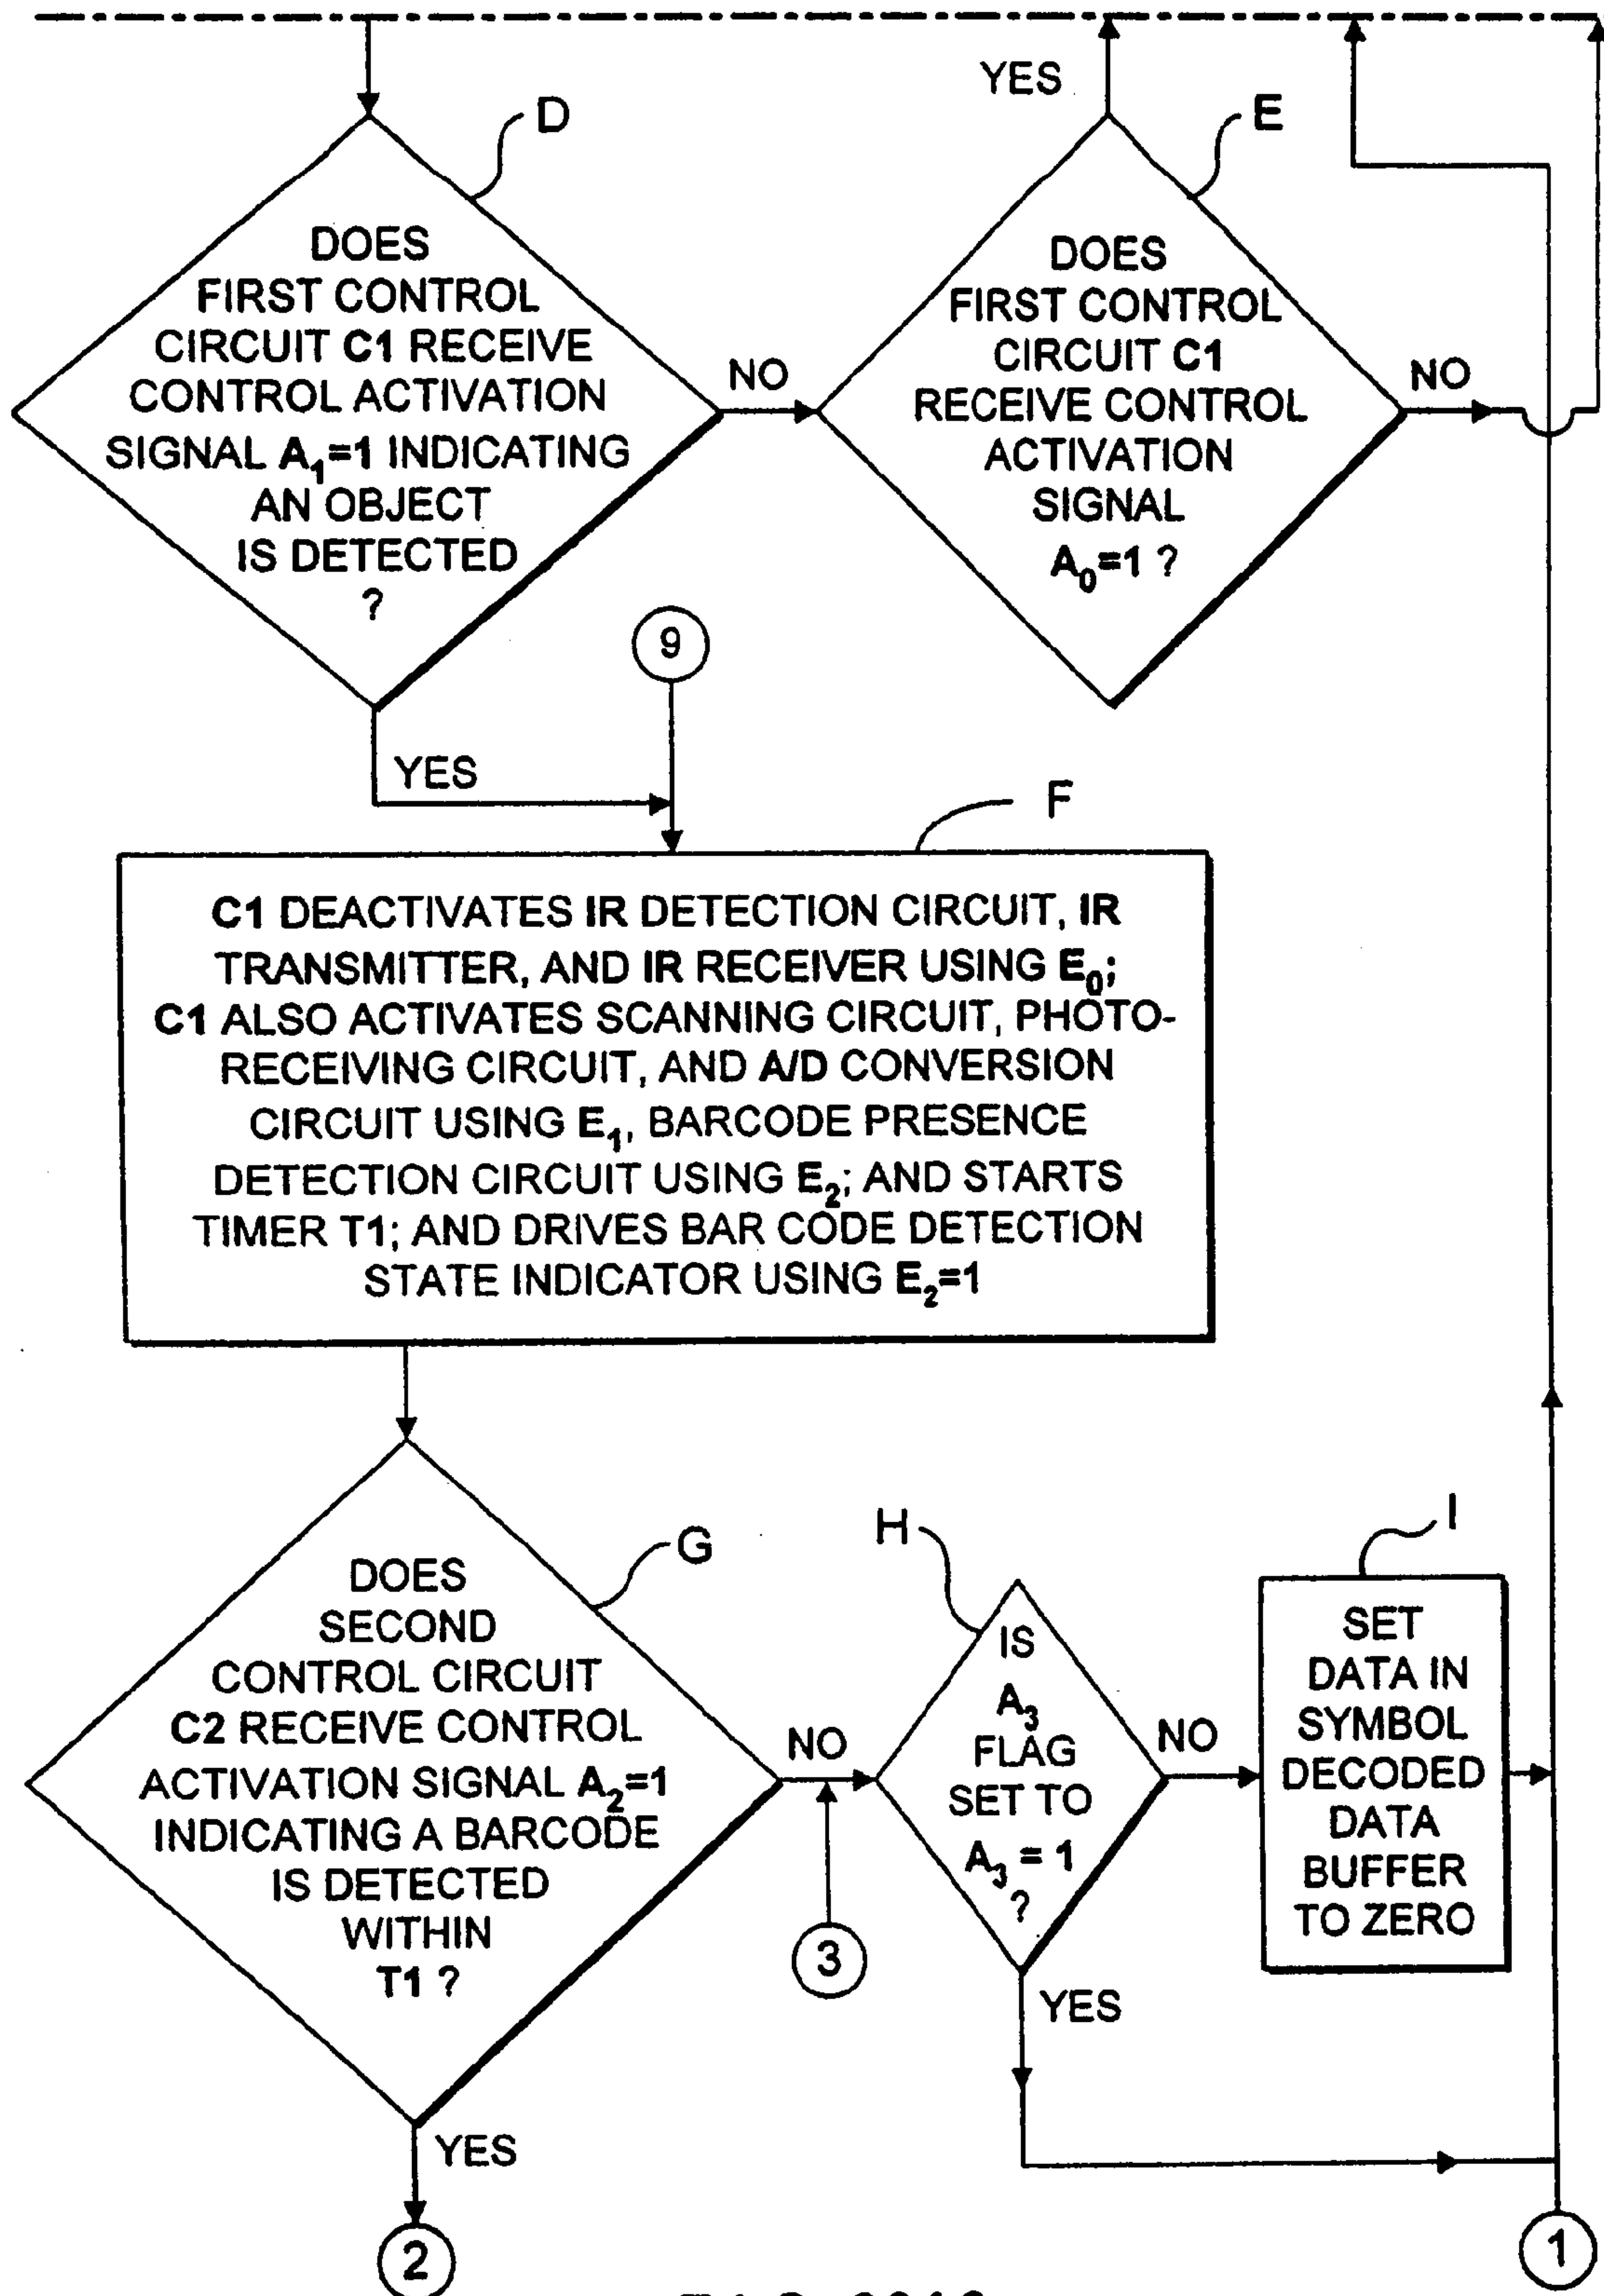 YES
D
E
DOES
FIRST CONTROL
CIRCUIT C1 RECEIVE
CONTROL ACTIVATION
SIGNAL A₁=1 INDICATING
AN OBJECT
IS DETECTED
?
NO
DOES
FIRST CONTROL
CIRCUIT C1
RECEIVE CONTROL
ACTIVATION
SIGNAL
A₀=1 ?
NO
9
YES
F
C1 DEACTIVATES IR DETECTION CIRCUIT, IR
TRANSMITTER, AND IR RECEIVER USING E₀;
C1 ALSO ACTIVATES SCANNING CIRCUIT, PHOTO-
RECEIVING CIRCUIT, AND A/D CONVERSION
CIRCUIT USING E₁, BARCODE PRESENCE
DETECTION CIRCUIT USING E₂; AND STARTS
TIMER T1; AND DRIVES BAR CODE DETECTION
STATE INDICATOR USING E₂=1
G
DOES
SECOND
CONTROL CIRCUIT
C2 RECEIVE CONTROL
ACTIVATION SIGNAL A₂=1
INDICATING A BARCODE
IS DETECTED
WITHIN
T1 ?
NO
3
H
IS
A₃
FLAG
SET TO
A₃ = 1
?
NO
I
SET
DATA IN
SYMBOL
DECODED
DATA
BUFFER
TO ZERO
YES
YES
2
1